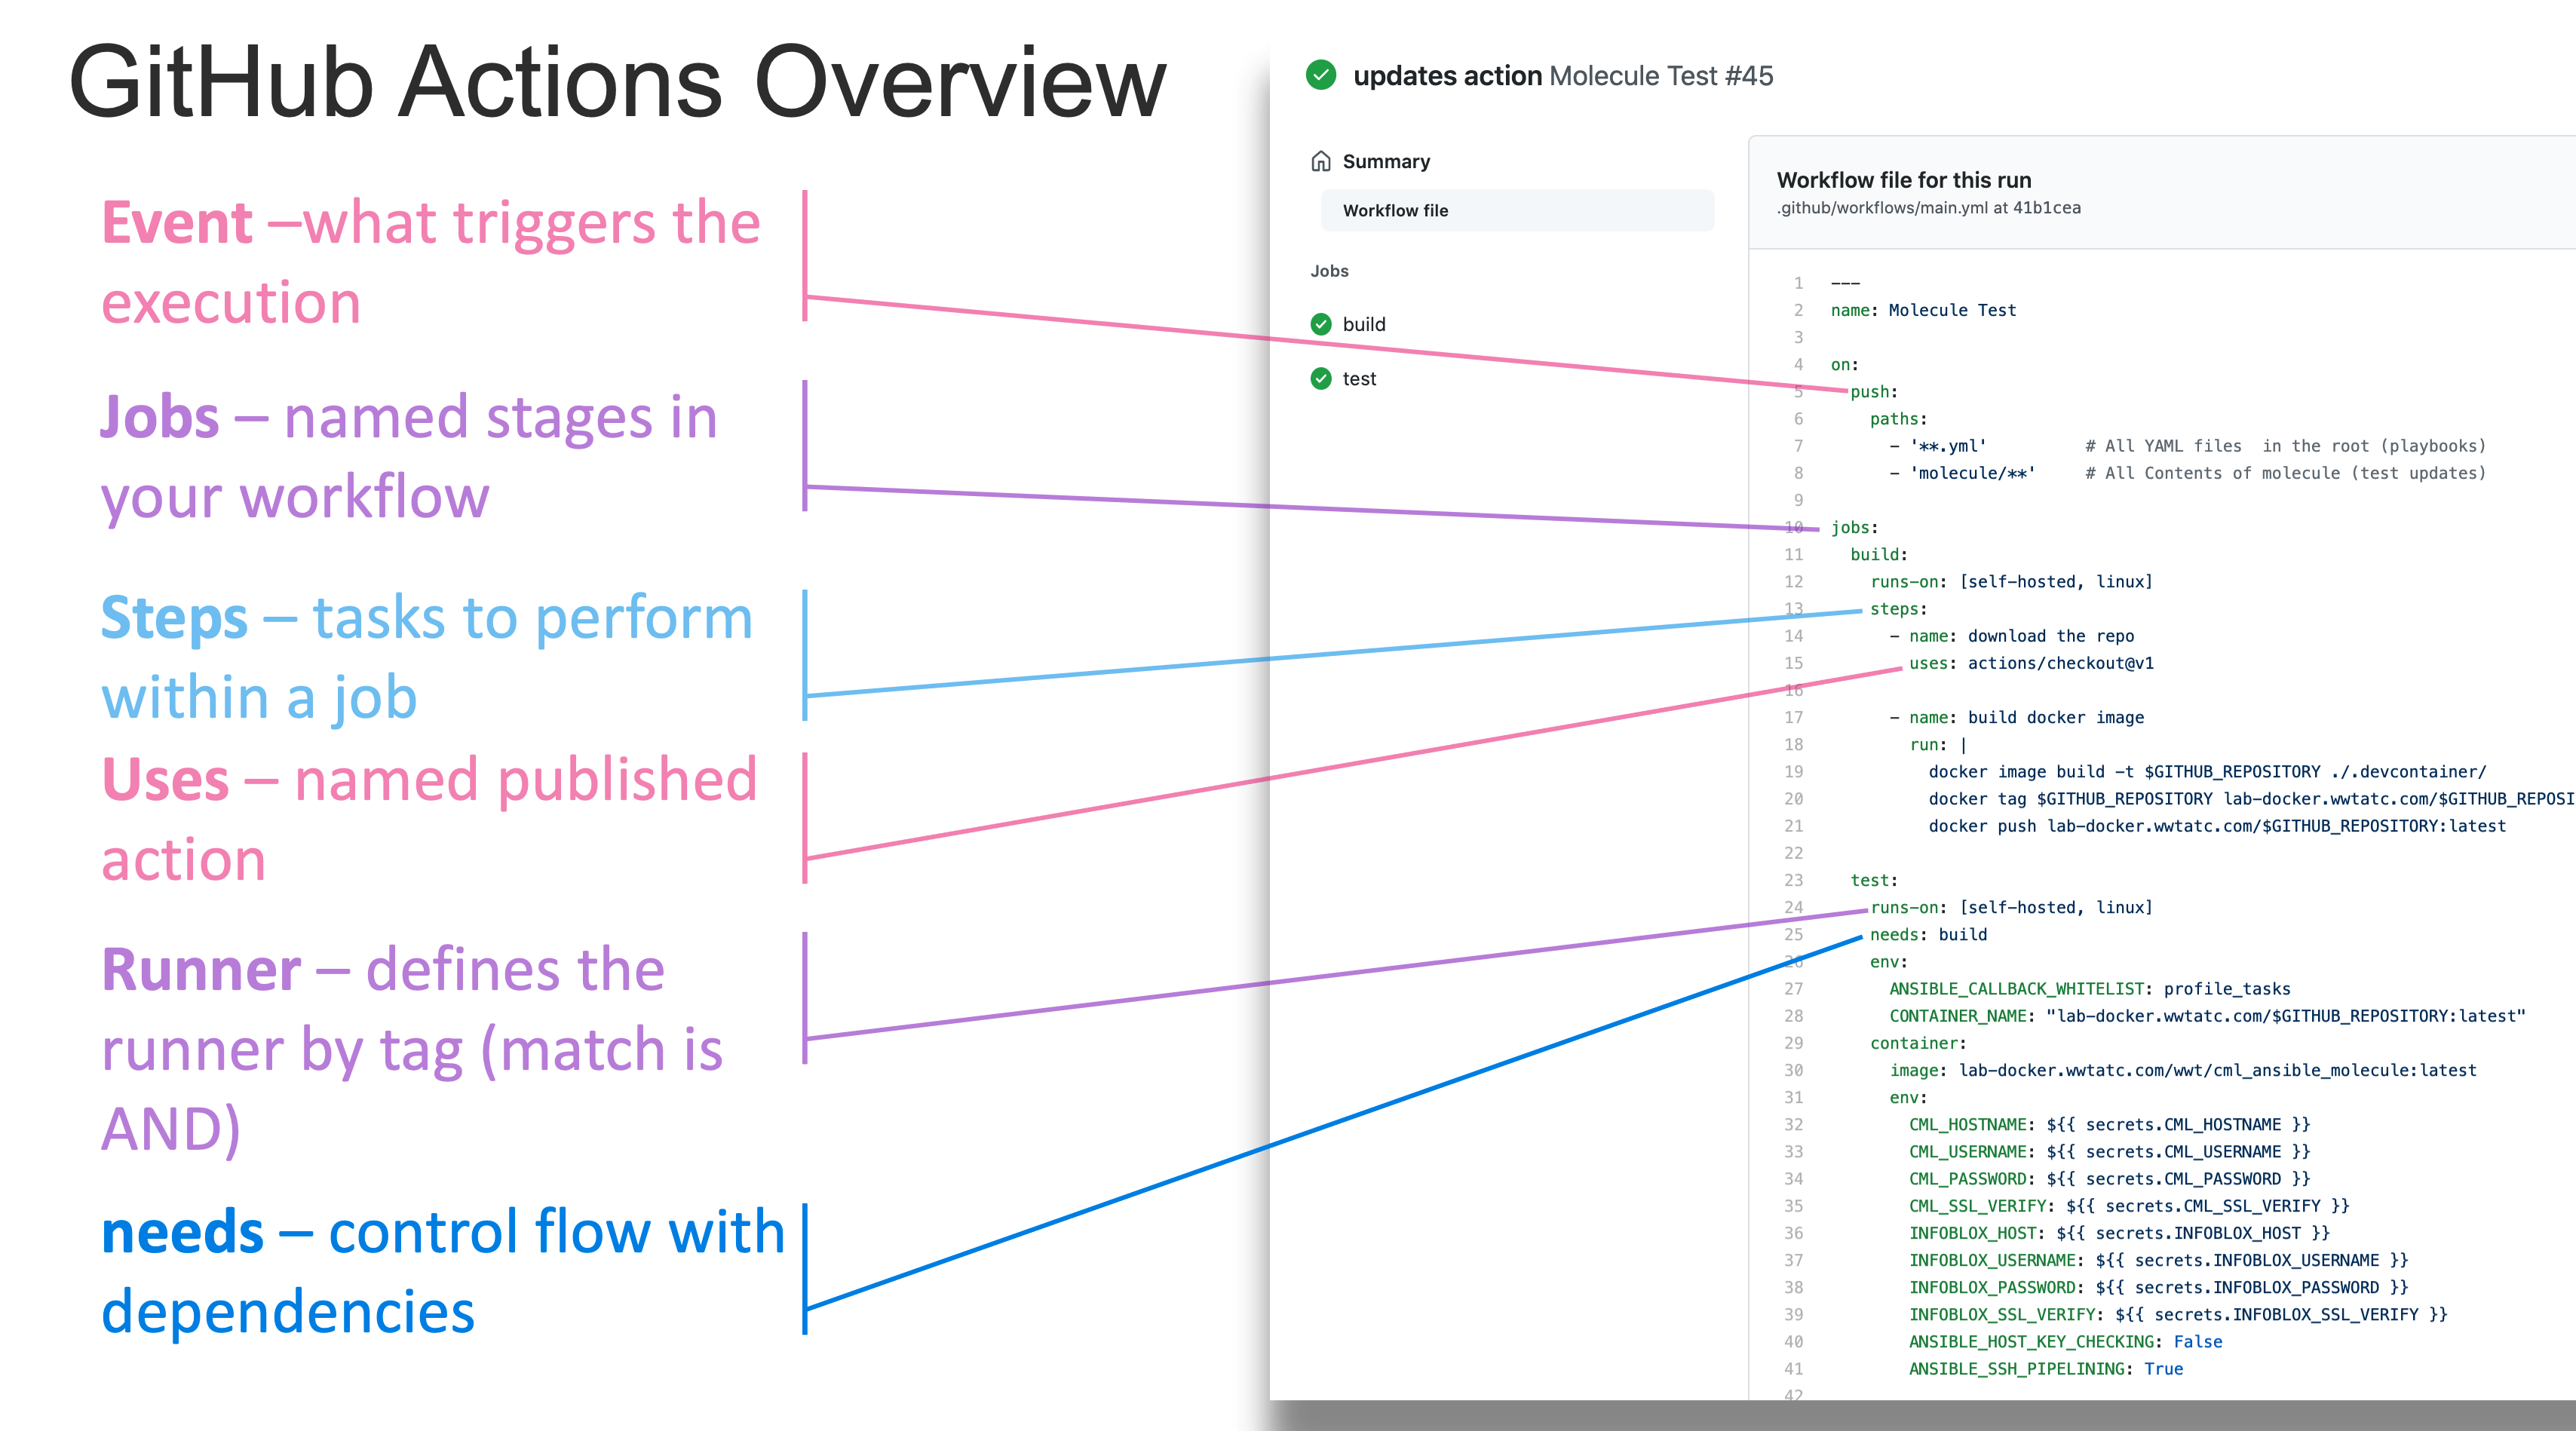 GitHub Actions Overview
Event –what triggers the
execution
Jobs – named stages in
your workflow
Steps – tasks to perform
within a job
Uses – named published
action
Runner – defines the
runner by tag (match is
AND)
needs – control flow with
dependencies
updates action Molecule Test #45
Summary
Workflow file
Jobs
build
test
Workflow file for this run
.github/workflows/main.yml at 41b1cea
1 ---
2 name: Molecule Test
3
4 on:
5 push:
6 paths:
7 - '**.yml' # All YAML files  in the root (playbooks)
8 - 'molecule/**' # All Contents of molecule (test updates)
9
10 jobs:
11 build:
12 runs-on: [self-hosted, linux]
13 steps:
14 - name: download the repo
15 uses: actions/checkout@v1
16
17 - name: build docker image
18 run: |
19 docker image build -t $GITHUB_REPOSITORY ./.devcontainer/
20 docker tag $GITHUB_REPOSITORY lab-docker.wwtatc.com/$GITHUB_REPOSI
21 docker push lab-docker.wwtatc.com/$GITHUB_REPOSITORY:latest
22
23 test:
24 runs-on: [self-hosted, linux]
25 needs: build
26 env:
27 ANSIBLE_CALLBACK_WHITELIST: profile_tasks
28 CONTAINER_NAME: "lab-docker.wwtatc.com/$GITHUB_REPOSITORY:latest"
29 container:
30 image: lab-docker.wwtatc.com/wwt/cml_ansible_molecule:latest
31 env:
32 CML_HOSTNAME: ${{ secrets.CML_HOSTNAME }}
33 CML_USERNAME: ${{ secrets.CML_USERNAME }}
34 CML_PASSWORD: ${{ secrets.CML_PASSWORD }}
35 CML_SSL_VERIFY: ${{ secrets.CML_SSL_VERIFY }}
36 INFOBLOX_HOST: ${{ secrets.INFOBLOX_HOST }}
37 INFOBLOX_USERNAME: ${{ secrets.INFOBLOX_USERNAME }}
38 INFOBLOX_PASSWORD: ${{ secrets.INFOBLOX_PASSWORD }}
39 INFOBLOX_SSL_VERIFY: ${{ secrets.INFOBLOX_SSL_VERIFY }}
40 ANSIBLE_HOST_KEY_CHECKING: False
41 ANSIBLE_SSH_PIPELINING: True
42